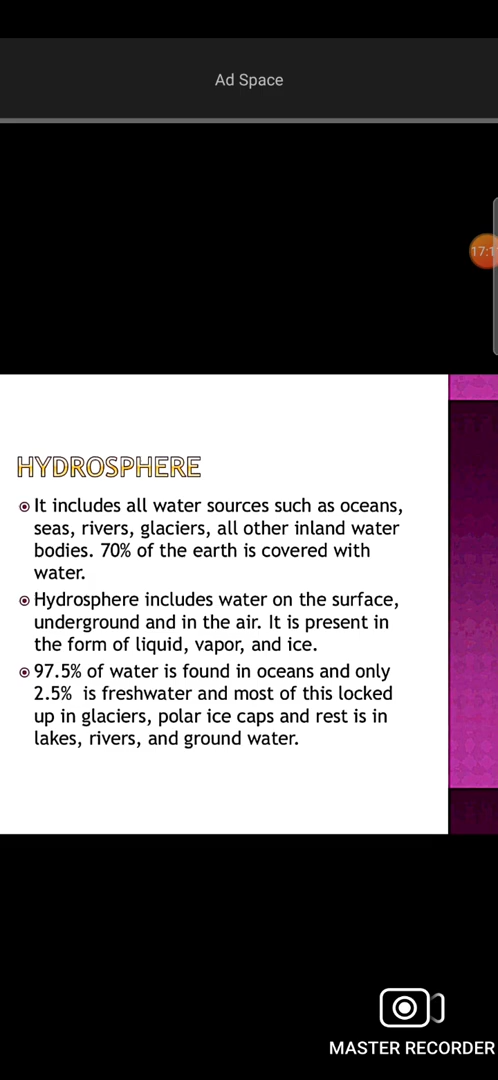 Ad Space
HYDROSPHERE
It includes all water sources such as oceans,
seas, rivers, glaciers, all other inland water
bodies. 70% of the earth is covered with
water.
Hydrosphere includes water on the surface,
underground and in the air. It is present in
the form of liquid, vapor, and ice.
97.5% of water is found in oceans and only
2.5% is freshwater and most of this locked
up in glaciers, polar ice caps and rest is in
lakes, rivers, and ground water.
MASTER RECORDER